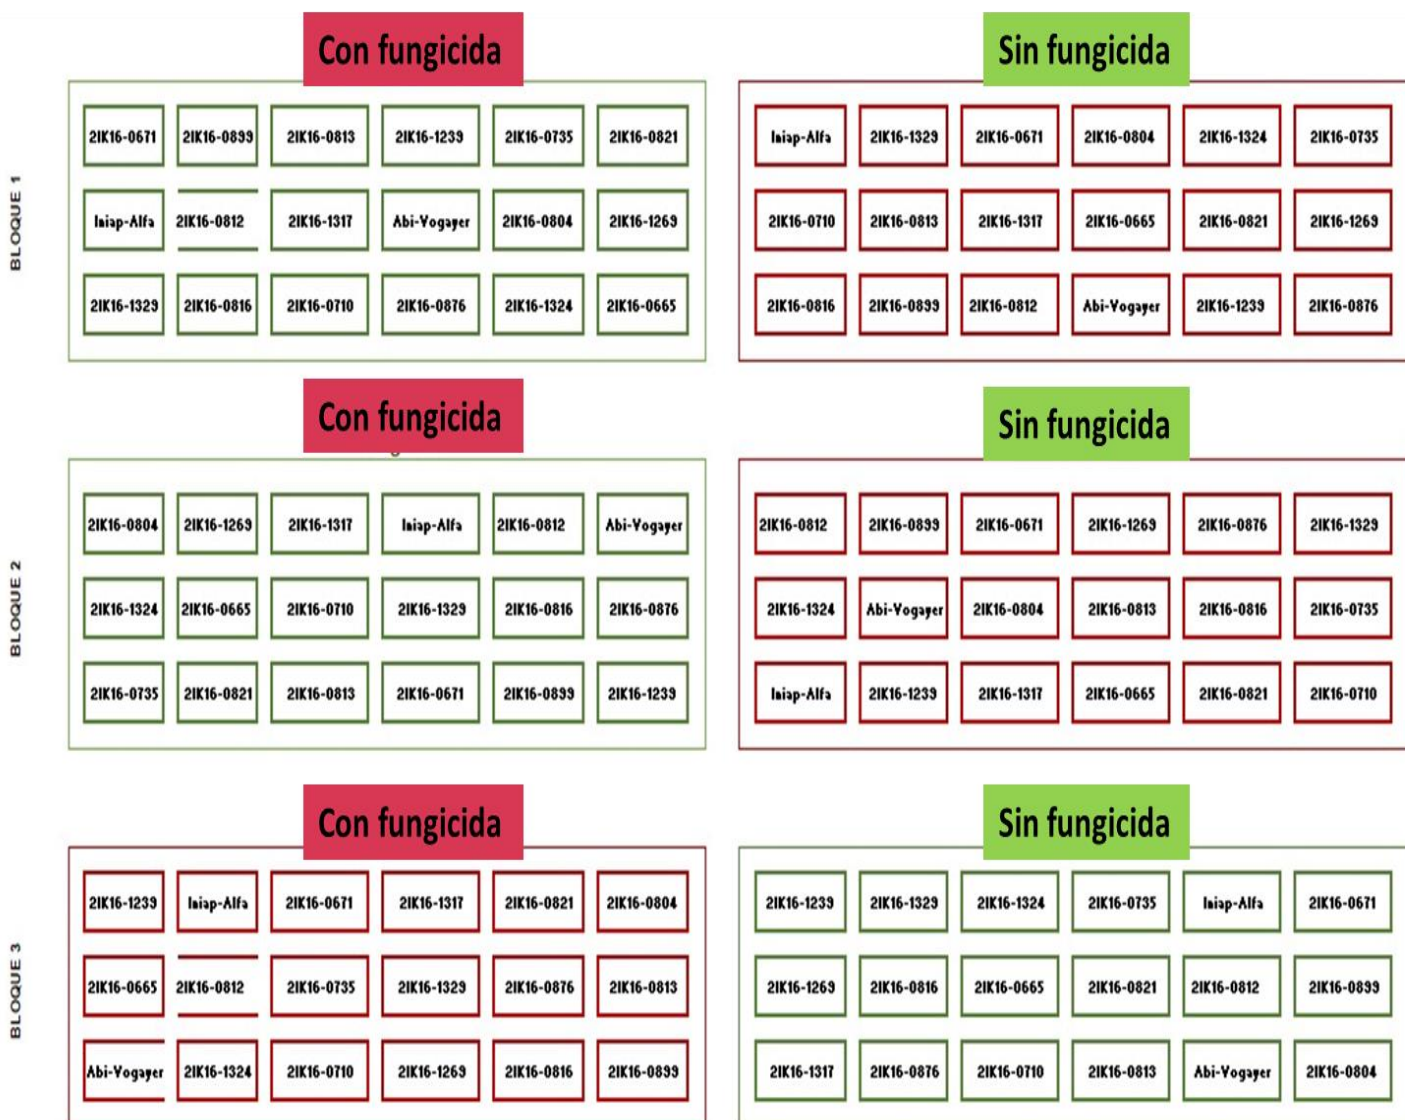 Con fungicida
Sin fungicida
BLOQUE 1
2IK16-0671 2IK16-0899 2IK16-0813 2IK16-1239 2IK16-0735 2IK16-0821
Iniap-Alfa 2IK16-0812 2IK16-1317 Abi-Vogayer 2IK16-0804 2IK16-1269
2IK16-1329 2IK16-0816 2IK16-0710 2IK16-0876 2IK16-1324 2IK16-0665
Iniap-Alfa 2IK16-1329 2IK16-0671 2IK16-0804 2IK16-1324 2IK16-0735
2IK16-0710 2IK16-0813 2IK16-1317 2IK16-0665 2IK16-0821 2IK16-1269
2IK16-0816 2IK16-0899 2IK16-0812 Abi-Vogayer 2IK16-1239 2IK16-0876
Con fungicida
Sin fungicida
BLOQUE 2
2IK16-0804 2IK16-1269 2IK16-1317 Iniap-Alfa 2IK16-0812 Abi-Vogayer
2IK16-1324 2IK16-0665 2IK16-0710 2IK16-1329 2IK16-0816 2IK16-0876
2IK16-0735 2IK16-0821 2IK16-0813 2IK16-0671 2IK16-0899 2IK16-1239
2IK16-0812 2IK16-0899 2IK16-0671 2IK16-1269 2IK16-0876 2IK16-1329
2IK16-1324 Abi-Vogayer 2IK16-0804 2IK16-0813 2IK16-0816 2IK16-0735
Iniap-Alfa 2IK16-1239 2IK16-1317 2IK16-0665 2IK16-0821 2IK16-0710
Con fungicida
Sin fungicida
BLOQUE 3
2IK16-1239 Iniap-Alfa 2IK16-0671 2IK16-1317 2IK16-0821 2IK16-0804
2IK16-0665 2IK16-0812 2IK16-0735 2IK16-1329 2IK16-0876 2IK16-0813
Abi-Vogayer 2IK16-1324 2IK16-0710 2IK16-1269 2IK16-0816 2IK16-0899
2IK16-1239 2IK16-1329 2IK16-1324 2IK16-0735 Iniap-Alfa 2IK16-0671
2IK16-1269 2IK16-0816 2IK16-0665 2IK16-0821 2IK16-0812 2IK16-0899
2IK16-1317 2IK16-0876 2IK16-0710 2IK16-0813 Abi-Vogayer 2IK16-0804